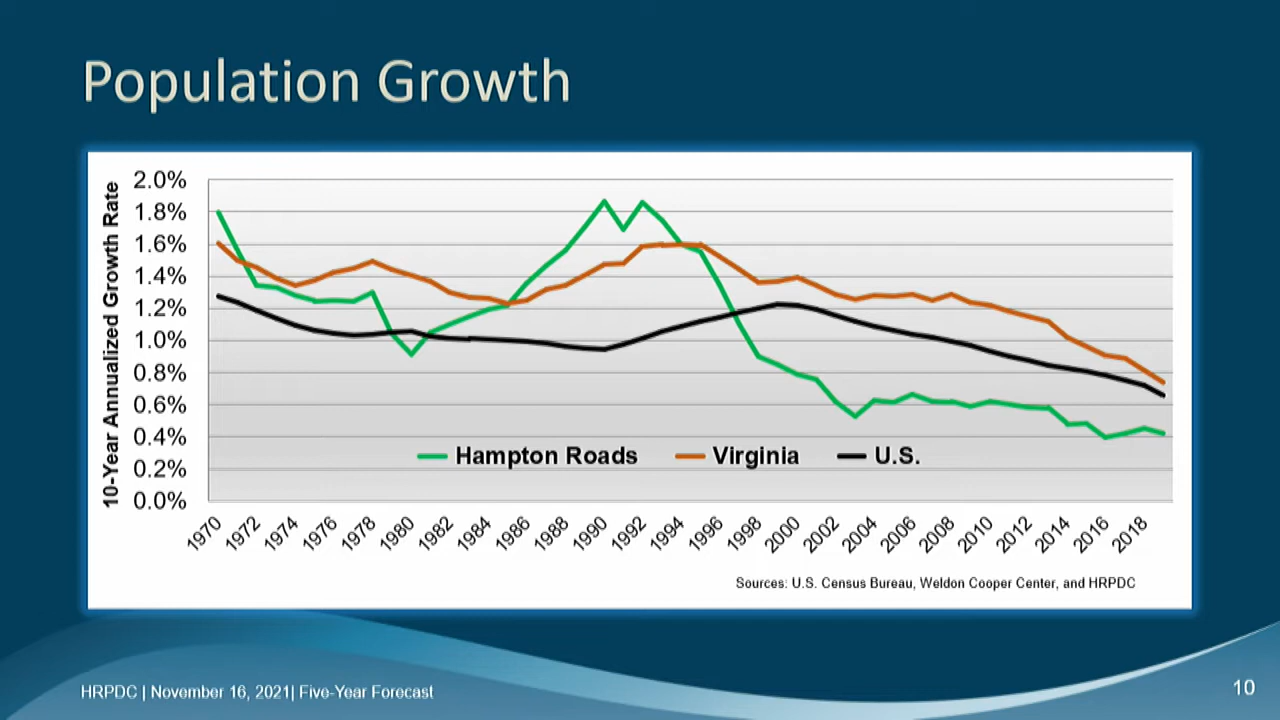 Population Growth
10-Year Annualized Growth Rate
2.0%
1.8%
1.6%
1.4%
1.2%
1.0%
0.8%
0.6%
0.4%
0.2%
0.0%
Hampton Roads Virginia U.S.
1970 1972 1974 1976 1978 1980 1982 1984 1986 1988 1990 1992 1994 1996 1998 2000 2002 2004 2006 2008 2010 2012 2014 2016 2018
Sources: U.S. Census Bureau, Weldon Cooper Center, and HRPDC
HRPDC | November 16, 2021| Five-Year Forecast
10